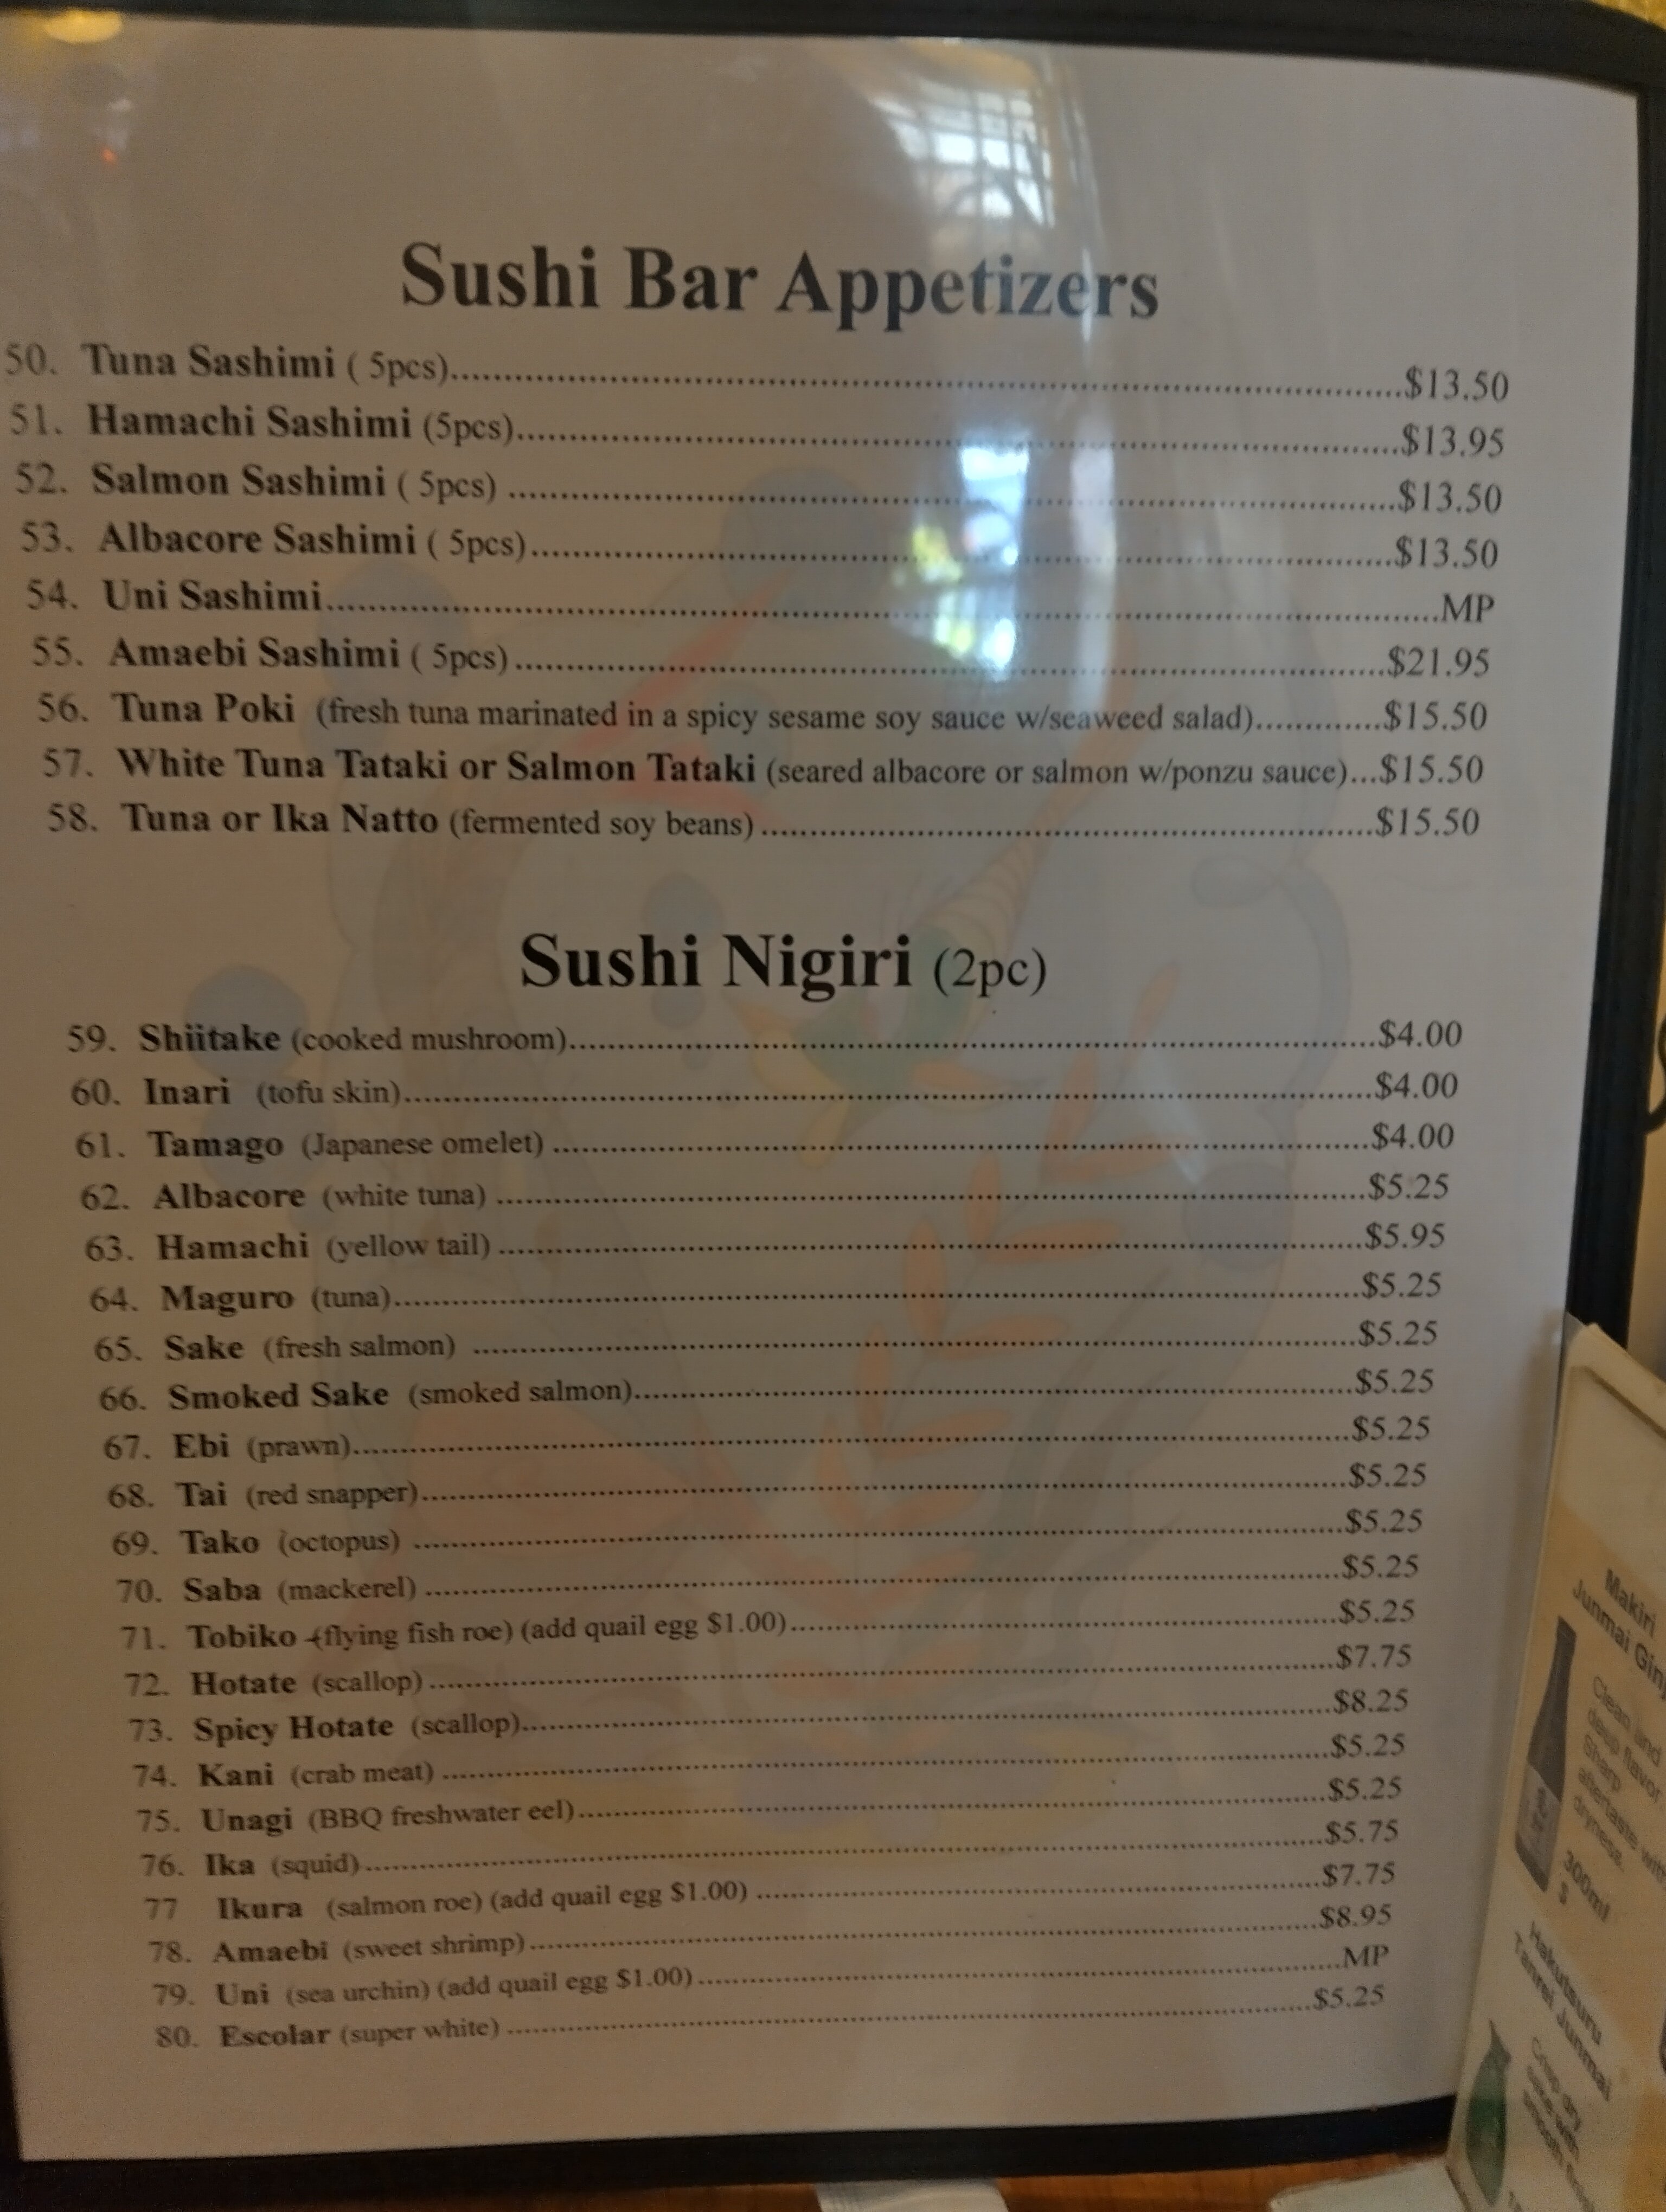 Sushi Bar Appetizers
50. Tuna Sashimi ( 5pcs)..........$13.50
51. Hamachi Sashimi (5pcs)..........$13.95
52. Salmon Sashimi ( 5pcs) ..........$13.50
53. Albacore Sashimi ( 5pcs)..........$13.50
54. Uni Sashimi..........MP
55. Amaebi Sashimi ( 5pcs)..........$21.95
56. Tuna Poki (fresh tuna marinated in a spicy sesame soy sauce w/seaweed salad)..........$15.50
57. White Tuna Tataki or Salmon Tataki (seared albacore or salmon w/ponzu sauce)...$15.50
58. Tuna or Ika Natto (fermented soy beans) ..........$15.50
Sushi Nigiri (2pc)
59. Shiitake (cooked mushroom)..........$4.00
60. Inari (tofu skin)..........$4.00
61. Tamago (Japanese omelet) ..........$4.00
62. Albacore (white tuna) ..........$5.25
63. Hamachi (yellow tail) ..........$5.95
64. Maguro (tuna)..........$5.25
65. Sake (fresh salmon) ..........$5.25
66. Smoked Sake (smoked salmon)..........$5.25
67. Ebi (prawn)..........$5.25
68. Tai (red snapper)..........$5.25
69. Tako (octopus) ..........$5.25
70. Saba (mackerel) ..........$5.25
71. Tobiko (flying fish roe) (add quail egg $1.00)..........$5.25
72. Hotate (scallop)..........$7.75
73. Spicy Hotate (scallop)..........$8.25
74. Kani (crab meat) ..........$5.25
75. Unagi (BBQ freshwater eel)..........$5.25
76. Ika (squid)..........$5.75
77 Ikura (salmon roe) (add quail egg $1.00) ..........$7.75
78. Amaebi (sweet shrimp)..........$8.95
79. Uni (sea urchin) (add quail egg $1.00)..........MP
80. Escolar (super white) ..........$5.25
Makiri
Junmai
Clean and
deep flavor
Sharp
aftertaste with
dryness.
300ml
$
Hakutsuru
Tanrei Junmai